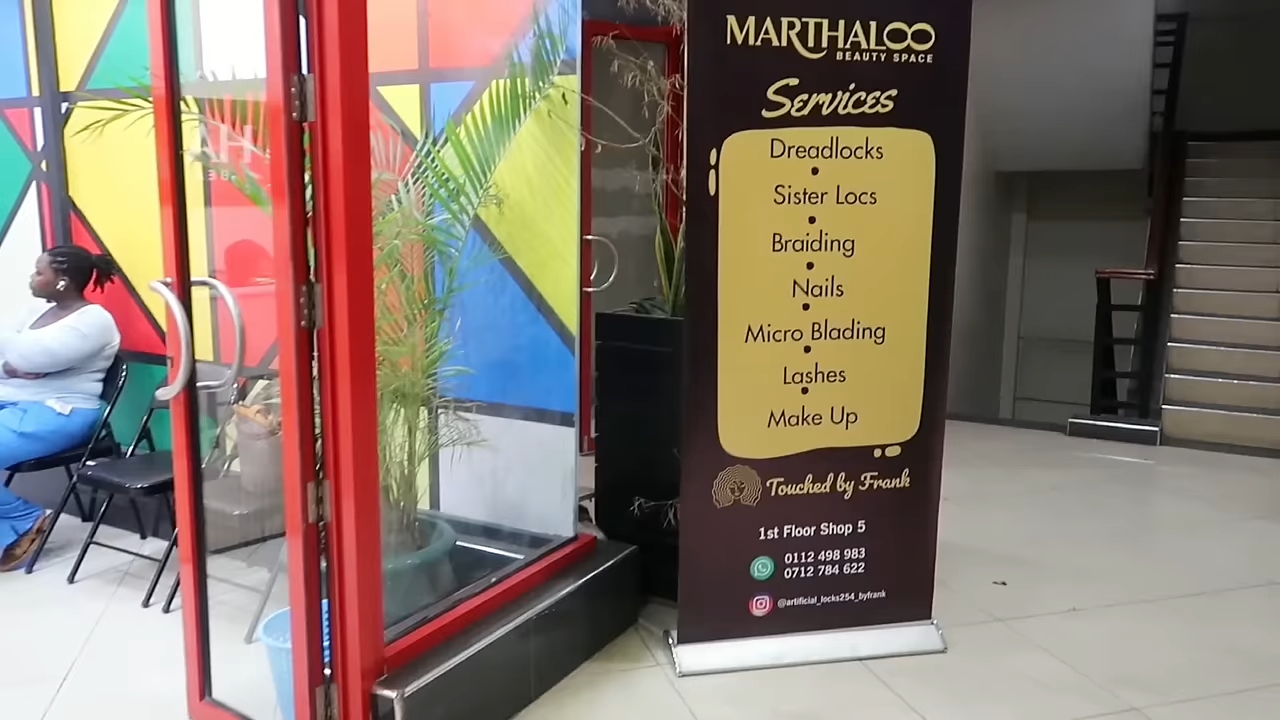 MARTHALOO
BEAUTY SPACE
Services
Dreadlocks
Sister Locs
Braiding
Nails
Micro Blading
Lashes
Make Up
Touched by Frank
1st Floor Shop 5
0112 498 983
0712 784 622
@artificial_locks254_byfrank